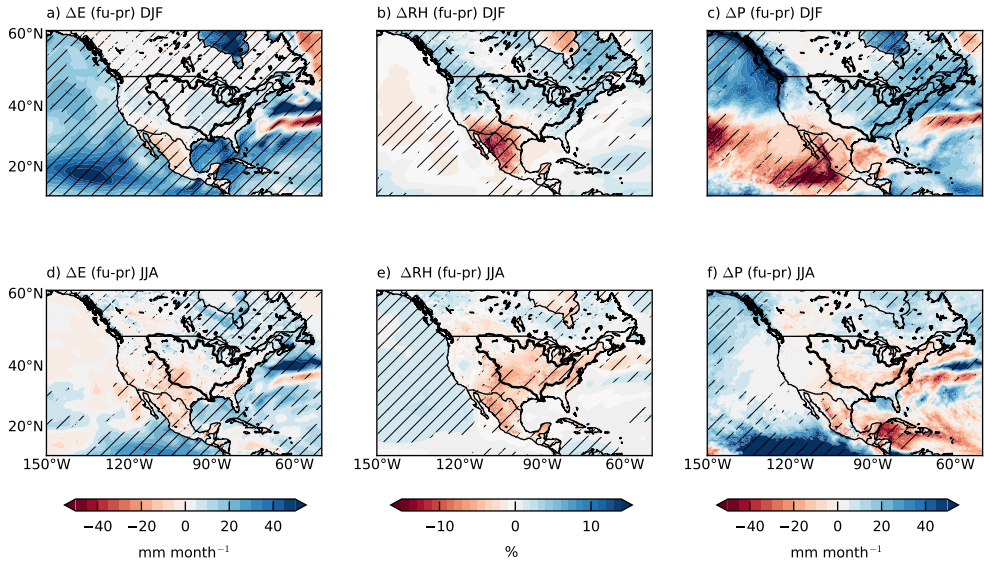 a) ΔE (fu-pr) DJF
b) ΔRH (fu-pr) DJF
c) ΔP (fu-pr) DJF
60°N
40°N
20°N
d) ΔE (fu-pr) JJA
e) ΔRH (fu-pr) JJA
f) ΔP (fu-pr) JJA
60°N
40°N
20°N
150°W 120°W 90°W 60°W
150°W 120°W 90°W 60°W
150°W 120°W 90°W 60°W
−40 −20 0 20 40
−10 0 10
−40 −20 0 20 40
mm month⁻¹
%
mm month⁻¹